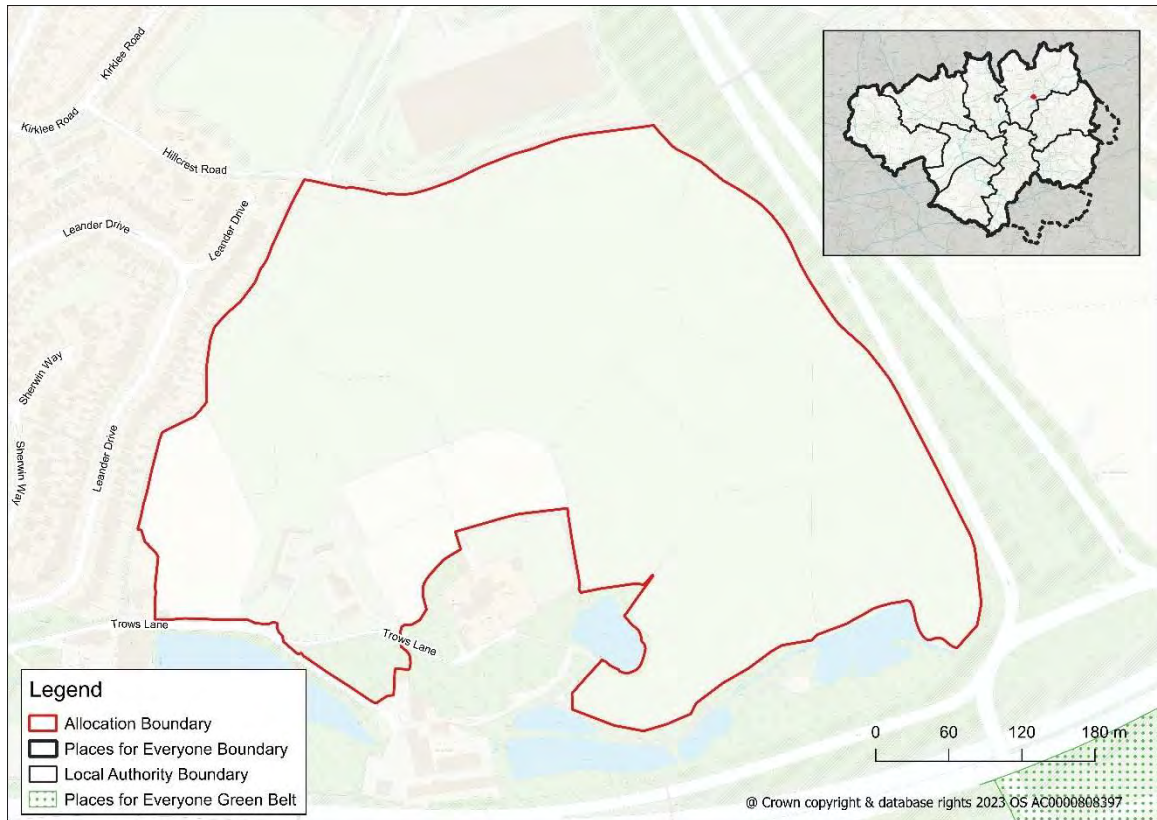 Kirklee Road
Kirklee Road
Hillcrest Road
Leander Drive
Leander Drive
Sherwin Way
Leander Drive
Sherwin Way
Trows Lane
Trows Lane
Legend
Allocation Boundary
Places for Everyone Boundary
Local Authority Boundary
Places for Everyone Green Belt
0 60 120 180 m
@ Crown copyright & database rights 2023 OS AC0000808397